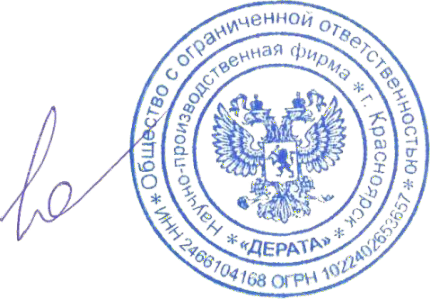 * Общество с ограниченной ответственностью *
ИНН 2466104168 ОГРН 1022402653657
Научно-производственная фирма * г. Красноярск
* «ДЕРАТА» *